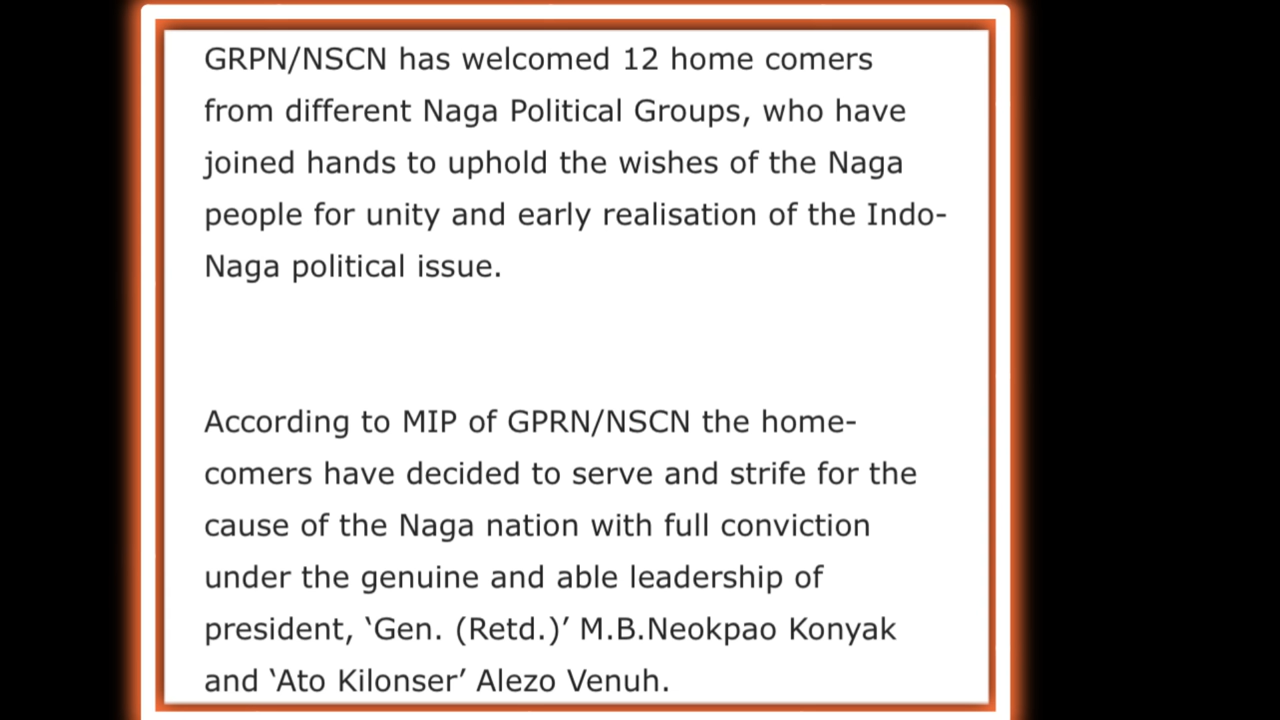 GRPN/NSCN has welcomed 12 home comers
from different Naga Political Groups, who have
joined hands to uphold the wishes of the Naga
people for unity and early realisation of the Indo-
Naga political issue.
According to MIP of GPRN/NSCN the home-
comers have decided to serve and strife for the
cause of the Naga nation with full conviction
under the genuine and able leadership of
president, ‘Gen. (Retd.)’ M.B.Neokpao Konyak
and ‘Ato Kilonser’ Alezo Venuh.